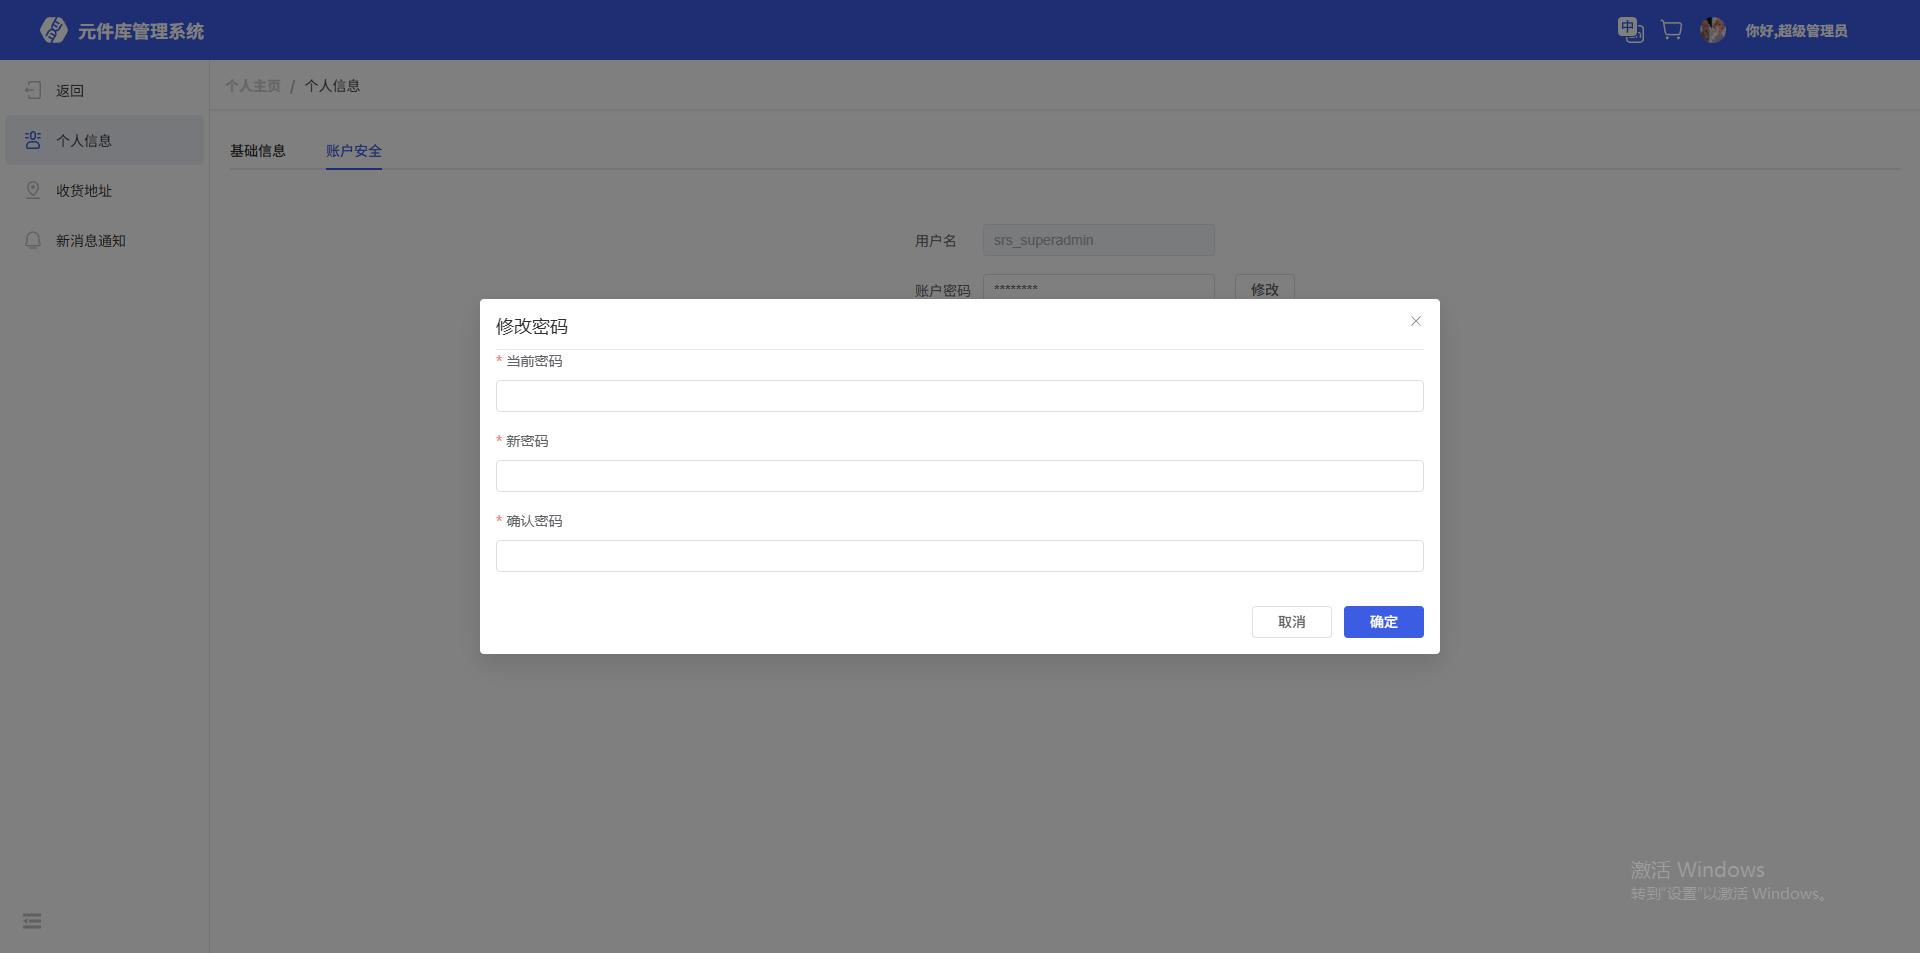 元件库管理系统
中
你好,超级管理员
返回
个人信息
收货地址
新消息通知
个人主页 / 个人信息
基础信息
账户安全
用户名
srs_superadmin
账户密码
********
修改
修改密码
* 当前密码
* 新密码
* 确认密码
取消
确定
激活 Windows
转到“设置”以激活 Windows。